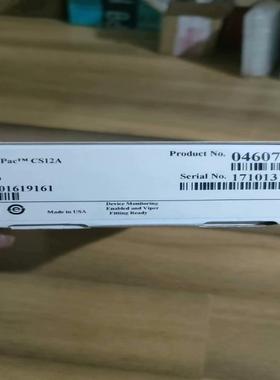 Pac™ CS12A
Product No. 04607
01619161
Serial No. 171013
Made in USA
Device Monitoring
Enabled and Viper
Fitting Ready